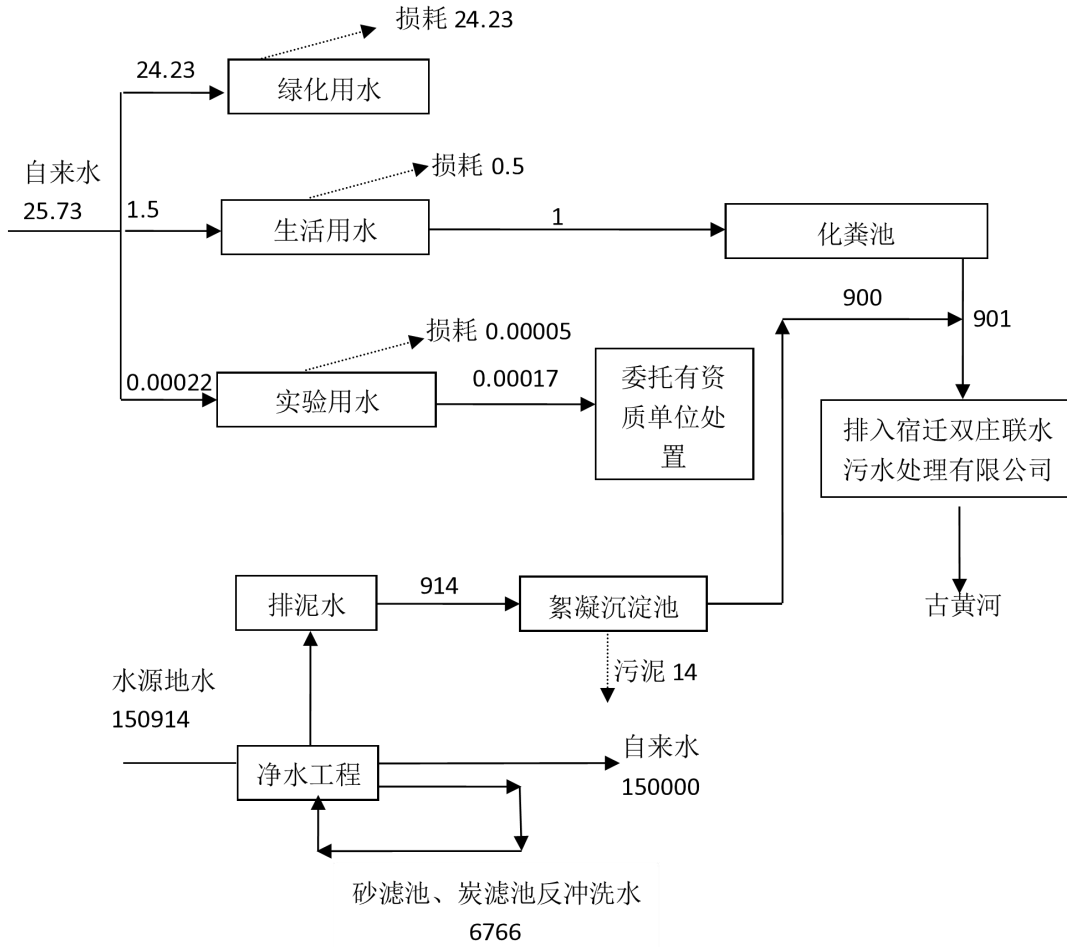 损耗 24.23
24.23
绿化用水
自来水
25.73
损耗 0.5
1.5
生活用水
1
化粪池
900
901
损耗 0.00005
0.00022
实验用水
0.00017
委托有资
质单位处
置
排入宿迁双庄联水
污水处理有限公司
古黄河
排泥水
914
絮凝沉淀池
污泥 14
水源地水
150914
净水工程
自来水
150000
砂滤池、炭滤池反冲洗水
6766